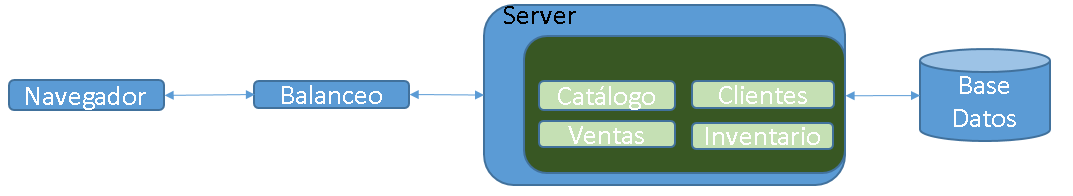 Server
Navegador
Balanceo
Catálogo
Clientes
Ventas
Inventario
Base
Datos